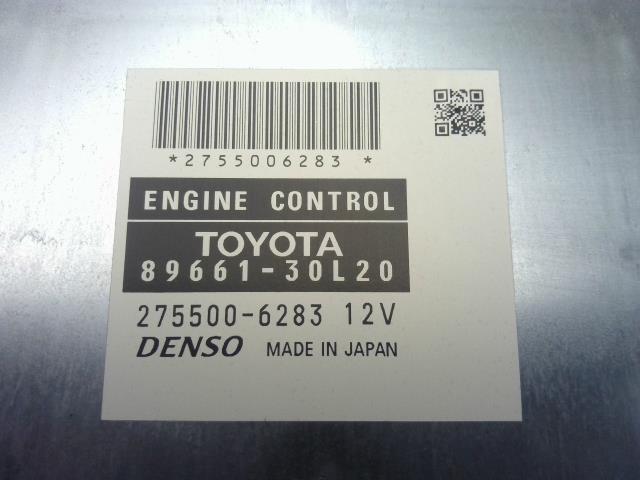 *2755006283 *
ENGINE CONTROL
TOYOTA
89661-30L20
275500-6283 12V
DENSO MADE IN JAPAN